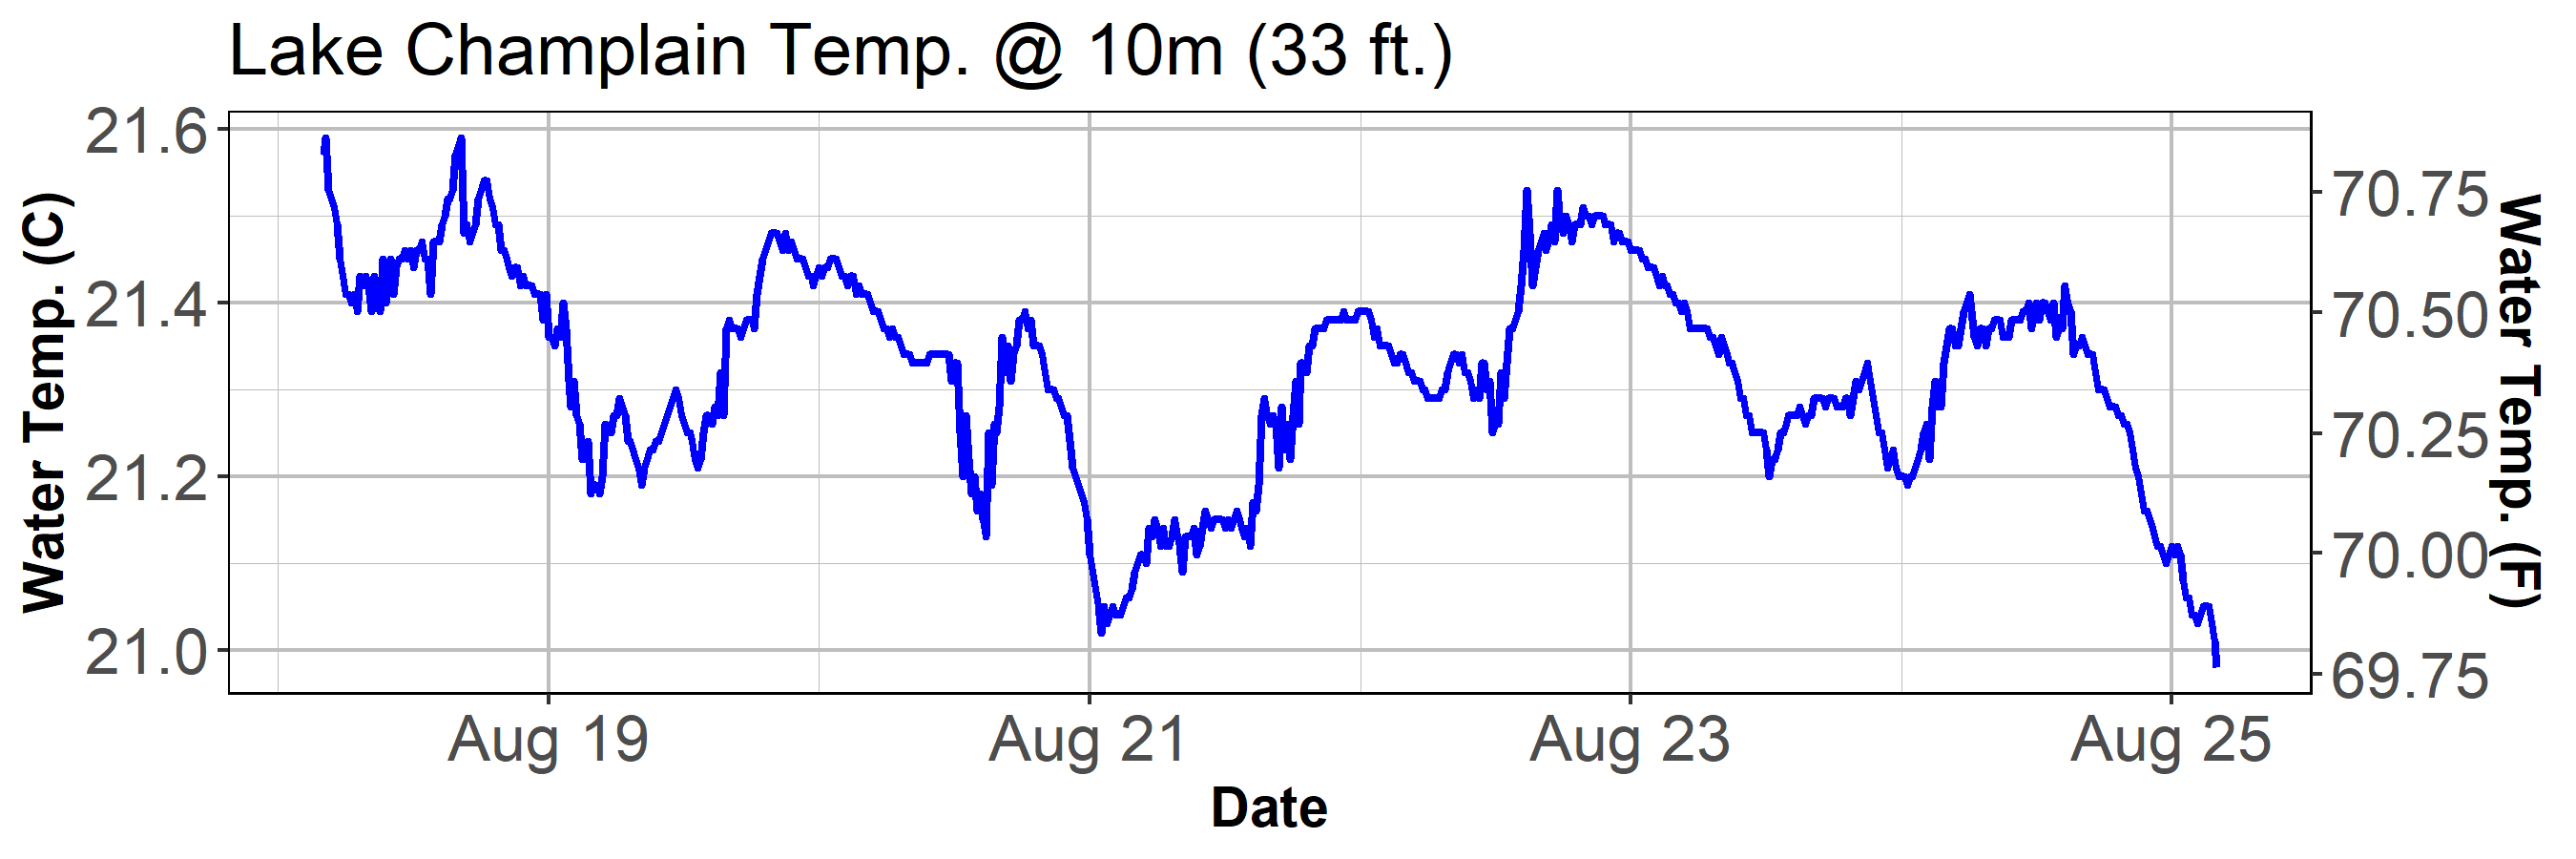 Lake Champlain Temp. @ 10m (33 ft.)
Water Temp. (C)
21.6
21.4
21.2
21.0
70.75
70.50
70.25
70.00
69.75
Water Temp. (F)
Aug 19 Aug 21 Aug 23 Aug 25
Date